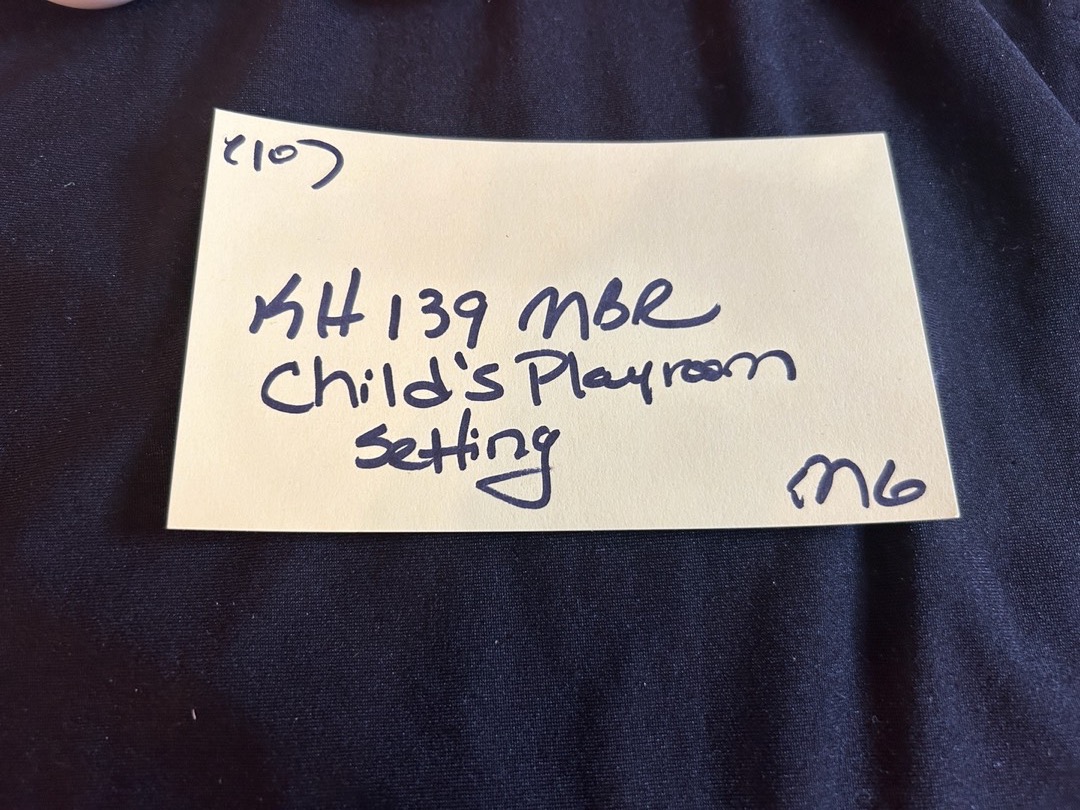 (10)
KH 139 MBR
Child's Playroom
Setting
M6